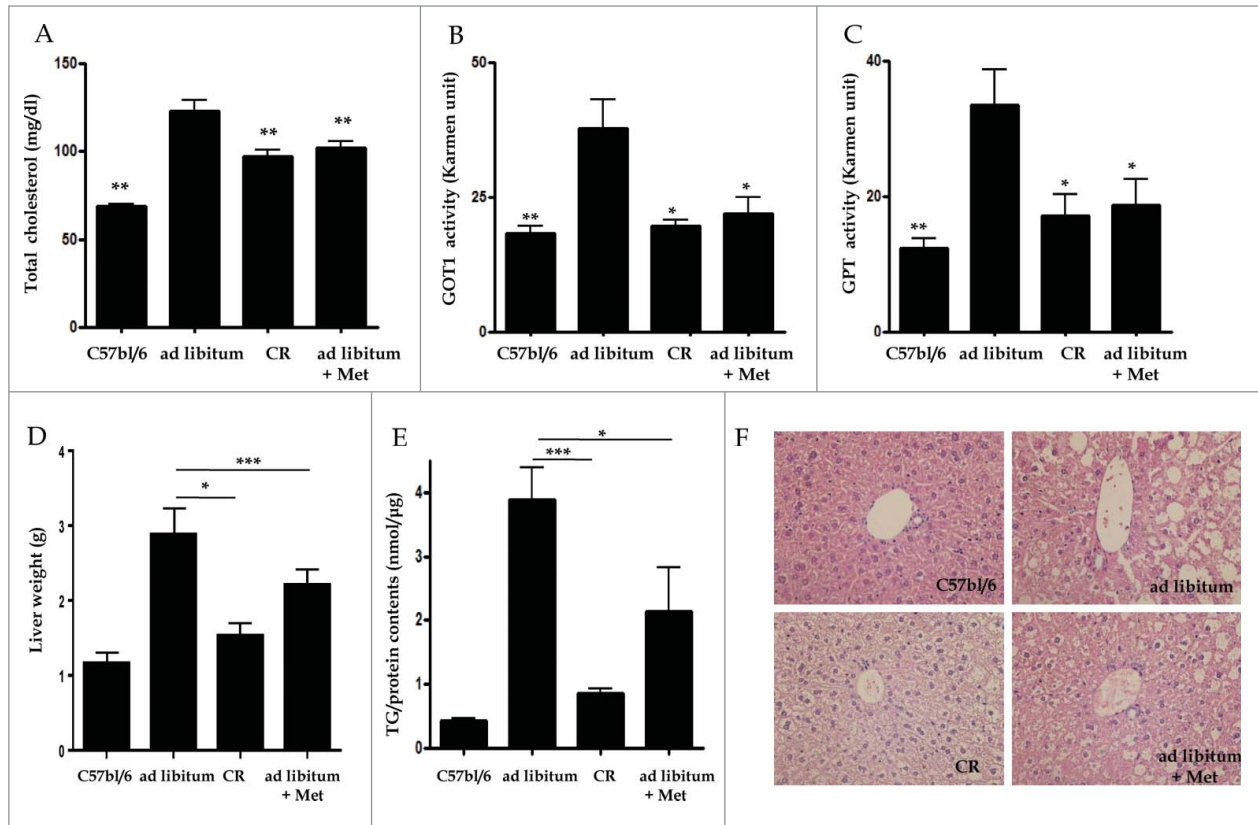 A
Total cholesterol (mg/dl)
150
100
50
0
**
**
**
C57bl/6
ad libitum
CR
ad libitum
+ Met
B
GOT1 activity (Karmen unit)
50
25
0
**
*
*
C57bl/6
ad libitum
CR
ad libitum
+ Met
C
GPT activity (Karmen unit)
40
20
0
**
*
*
C57bl/6
ad libitum
CR
ad libitum
+ Met
D
Liver weight (g)
4
3
2
1
0
***
*
C57bl/6
ad libitum
CR
ad libitum
+ Met
E
TG/protein contents (nmol/µg)
4
2
1
0
*
***
C57bl/6
ad libitum
CR
ad libitum
+ Met
F
C57bl/6
ad libitum
CR
ad libitum
+ Met